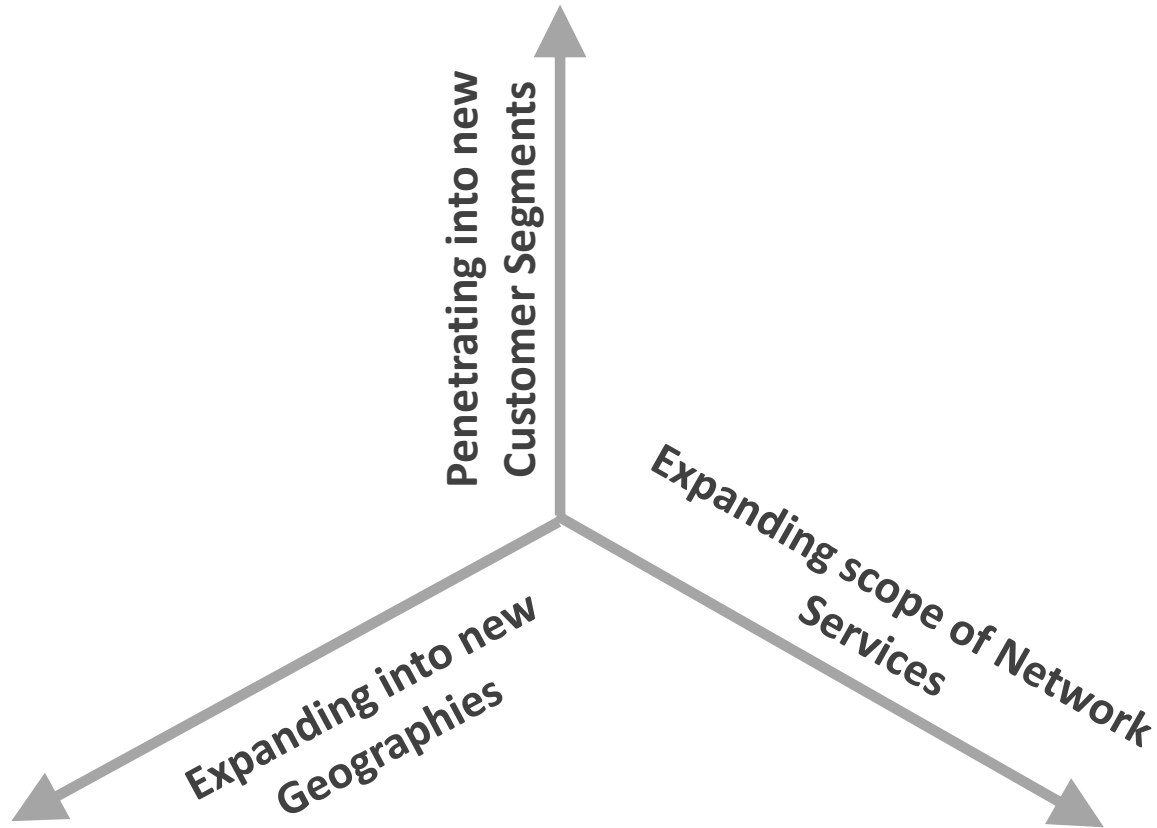 Penetrating into new
Customer Segments
Expanding scope of Network
Services
Expanding into new
Geographies